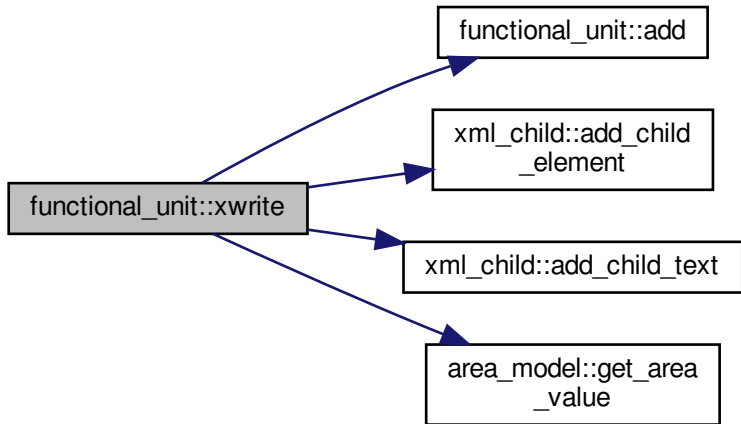 functional_unit::add
xml_child::add_child
_element
functional_unit::xwrite
xml_child::add_child_text
area_model::get_area
_value